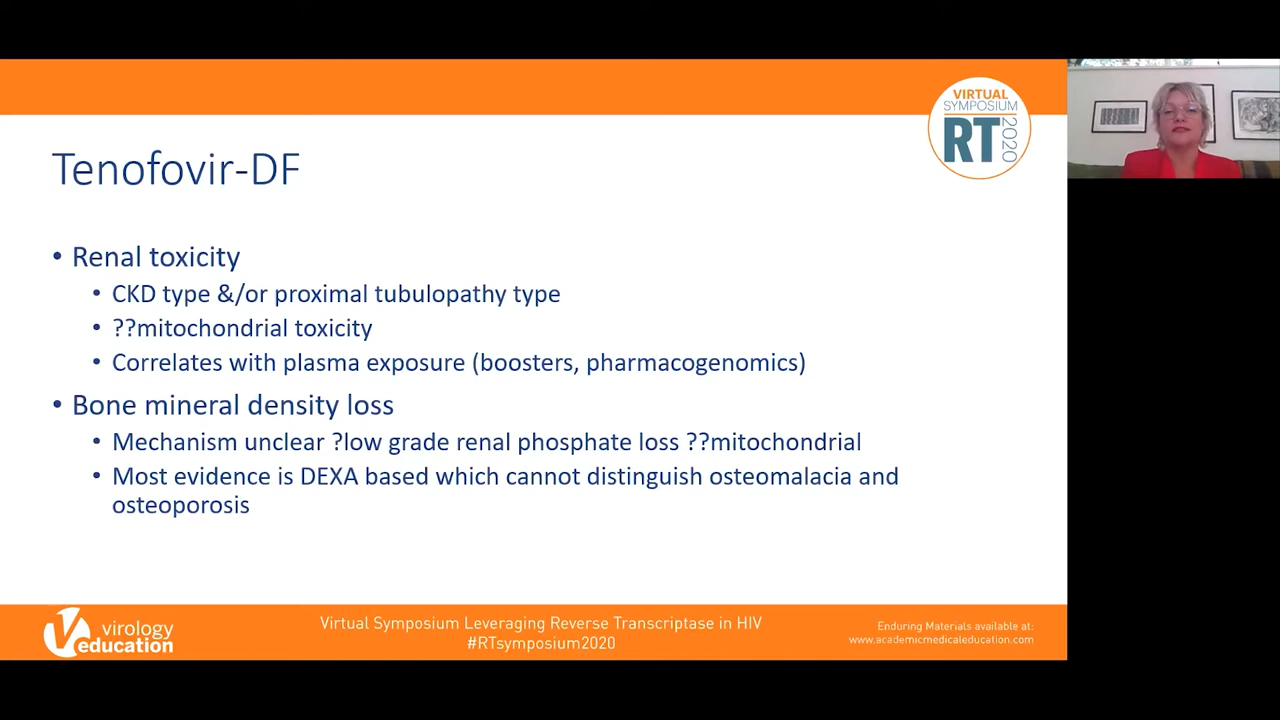 VIRTUAL
SYMPOSIUM
RT 2020
Tenofovir-DF
• Renal toxicity
• CKD type &/or proximal tubulopathy type
• ??mitochondrial toxicity
• Correlates with plasma exposure (boosters, pharmacogenomics)
• Bone mineral density loss
• Mechanism unclear ?low grade renal phosphate loss ??mitochondrial
• Most evidence is DEXA based which cannot distinguish osteomalacia and
osteoporosis
virology
education
Virtual Symposium Leveraging Reverse Transcriptase in HIV
#RTsymposium2020
Enduring Materials available at:
www.academicmedicaleducation.com